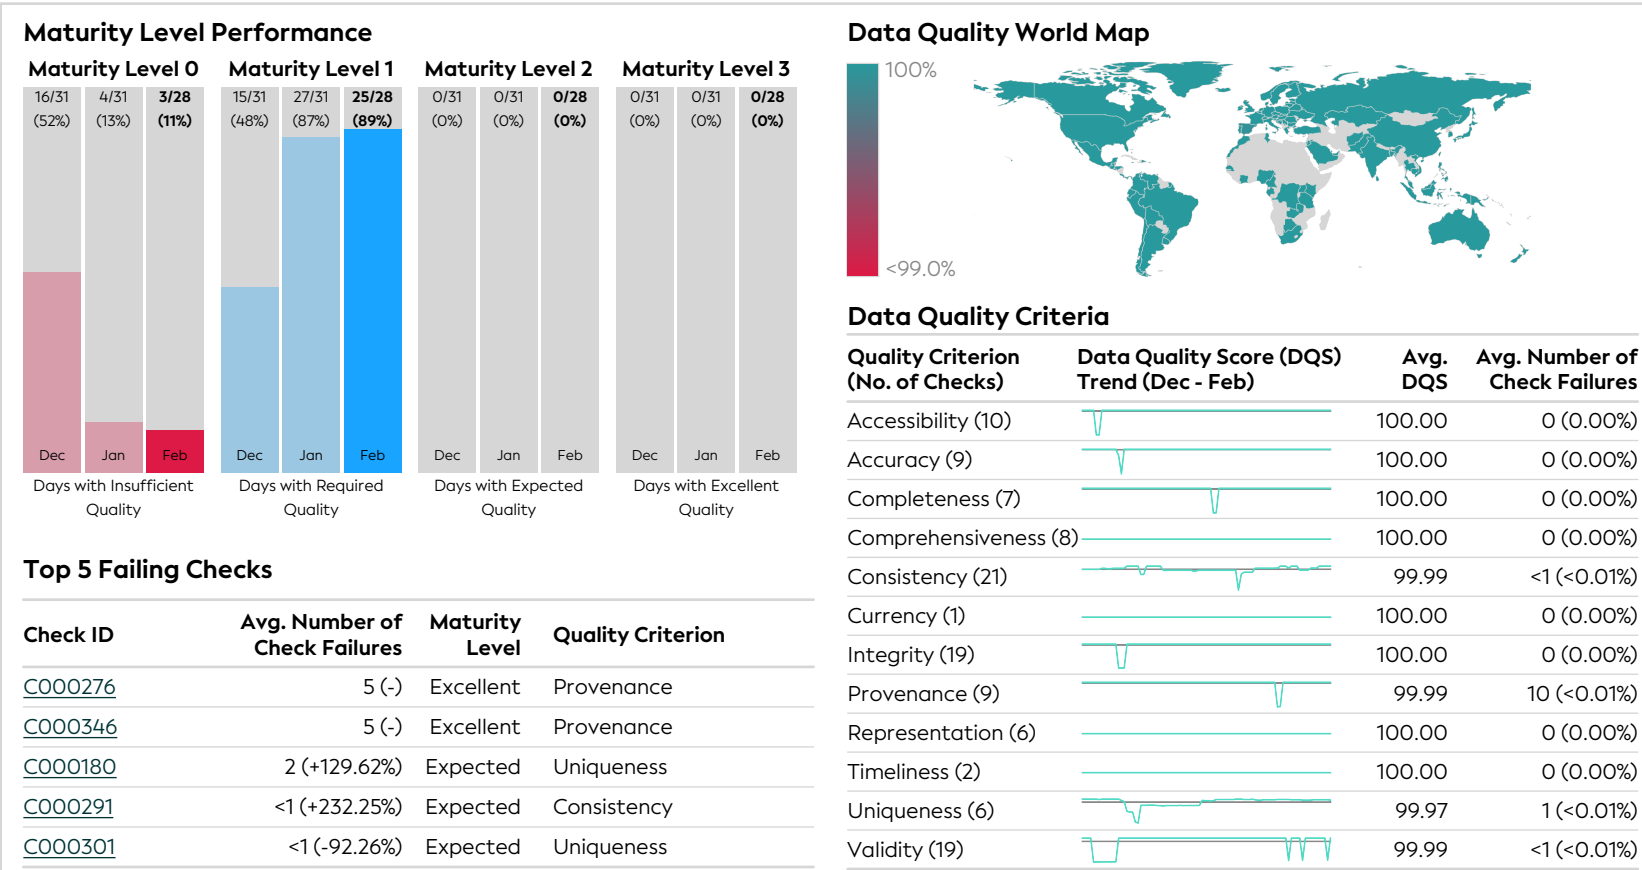 Maturity Level Performance
Maturity Level 0 Maturity Level 1 Maturity Level 2 Maturity Level 3
16/31 4/31 3/28 15/31 27/31 25/28 0/31 0/31 0/28 0/31 0/31 0/28
(52%) (13%) (11%) (48%) (87%) (89%) (0%) (0%) (0%) (0%) (0%) (0%)
Dec Jan Feb Dec Jan Feb Dec Jan Feb Dec Jan Feb
Days with Insufficient Days with Required Days with Expected Days with Excellent
Quality Quality Quality Quality
Top 5 Failing Checks
Avg. Number of Maturity
Check ID Check Failures Level Quality Criterion
C000276 5 (-) Excellent Provenance
C000346 5 (-) Excellent Provenance
C000180 2 (+129.62%) Expected Uniqueness
C000291 <1 (+232.25%) Expected Consistency
C000301 <1 (-92.26%) Expected Uniqueness
Data Quality World Map
100%
<99.0%
Data Quality Criteria
Quality Criterion Data Quality Score (DQS) Avg. Avg. Number of
(No. of Checks) Trend (Dec - Feb) DQS Check Failures
Accessibility (10) 100.00 0 (0.00%)
Accuracy (9) 100.00 0 (0.00%)
Completeness (7) 100.00 0 (0.00%)
Comprehensiveness (8) 100.00 0 (0.00%)
Consistency (21) 99.99 <1 (<0.01%)
Currency (1) 100.00 0 (0.00%)
Integrity (19) 100.00 0 (0.00%)
Provenance (9) 99.99 10 (<0.01%)
Representation (6) 100.00 0 (0.00%)
Timeliness (2) 100.00 0 (0.00%)
Uniqueness (6) 99.97 1 (<0.01%)
Validity (19) 99.99 <1 (<0.01%)